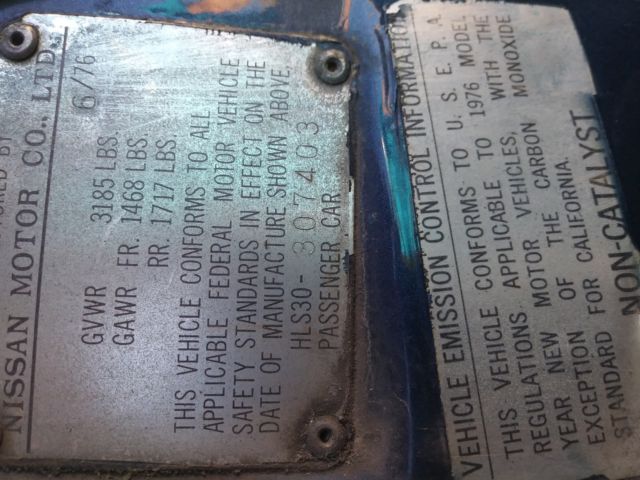 BY
NISSAN MOTOR CO., LTD.
6/76
GVWR 3185 LBS.
GAWR FR. 1468 LBS.
RR. 1717 LBS.
THIS VEHICLE CONFORMS TO ALL
APPLICABLE FEDERAL MOTOR VEHICLE
SAFETY STANDARDS IN EFFECT ON THE
DATE OF MANUFACTURE SHOWN ABOVE.
HLS30-307403
PASSENGER CAR
VEHICLE EMISSION CONTROL INFORMATION
THIS VEHICLE CONFORMS TO U. S. E. P. A.
REGULATIONS APPLICABLE TO 1976 MODEL
YEAR NEW MOTOR VEHICLES, WITH THE
EXCEPTION OF THE CARBON MONOXIDE
STANDARD FOR CALIFORNIA.
NON-CATALYST